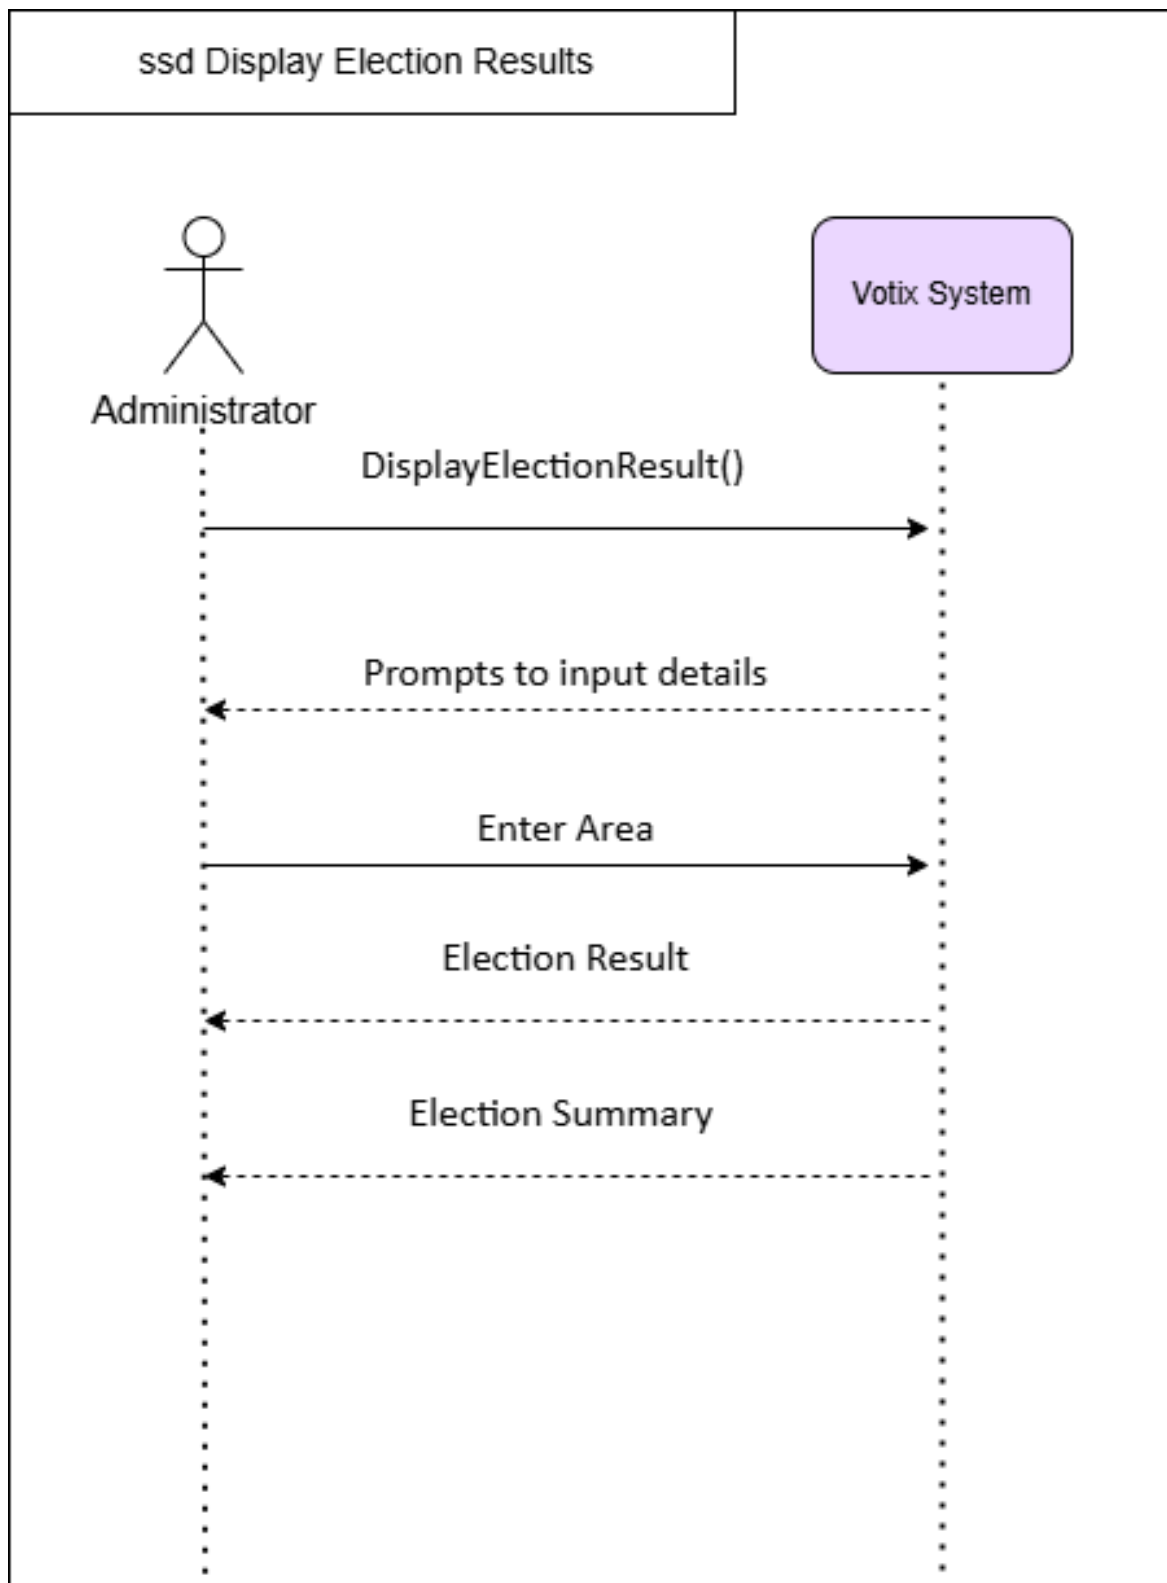 ssd Display Election Results
Votix System
Administrator
DisplayElectionResult()
Prompts to input details
Enter Area
Election Result
Election Summary